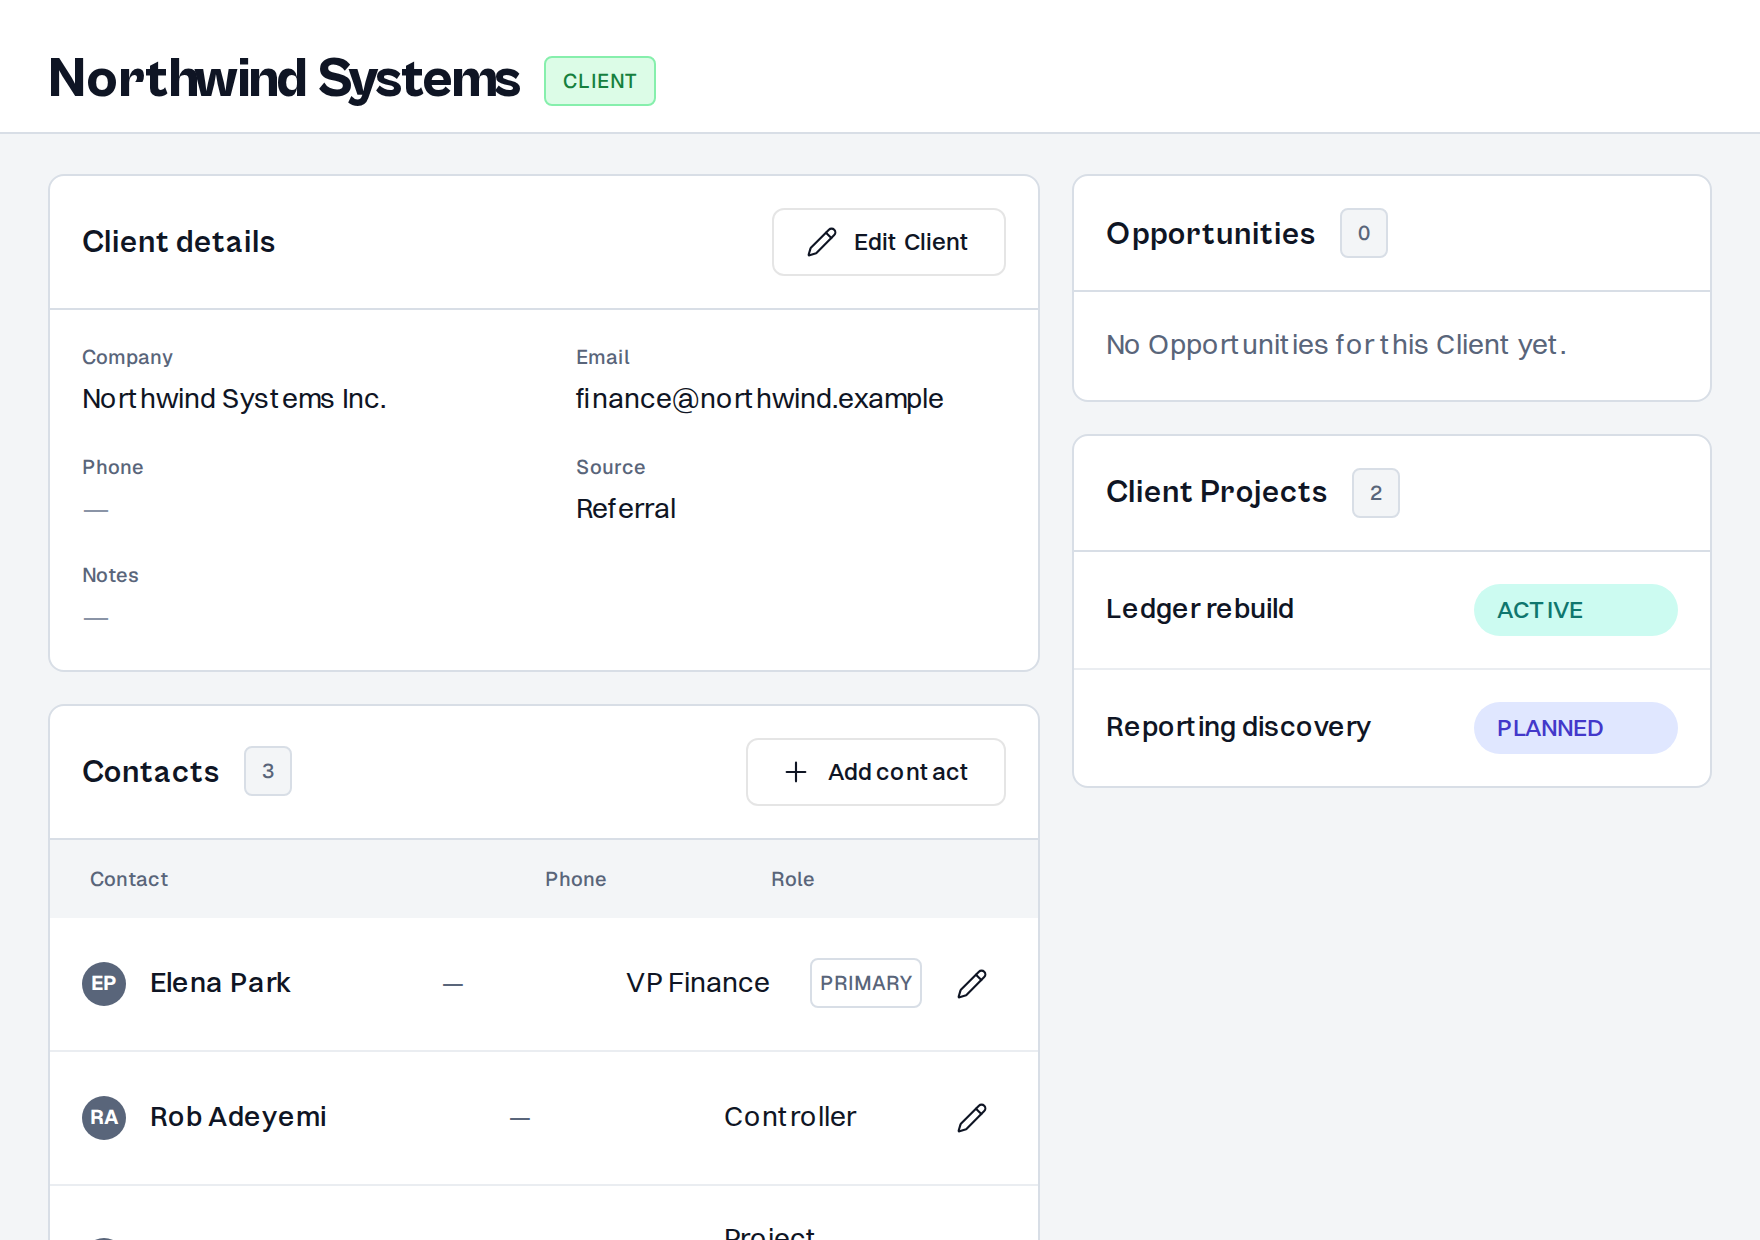 Northwind Systems
CLIENT
Client details
Edit Client
Company
Northwind Systems Inc.
Email
finance@northwind.example
Phone
—
Source
Referral
Notes
—
Contacts
3
Add contact
Contact
Phone
Role
EP
Elena Park
—
VP Finance
PRIMARY
RA
Rob Adeyemi
—
Controller
Project
Opportunities
0
No Opportunities for this Client yet.
Client Projects
2
Ledger rebuild
ACTIVE
Reporting discovery
PLANNED